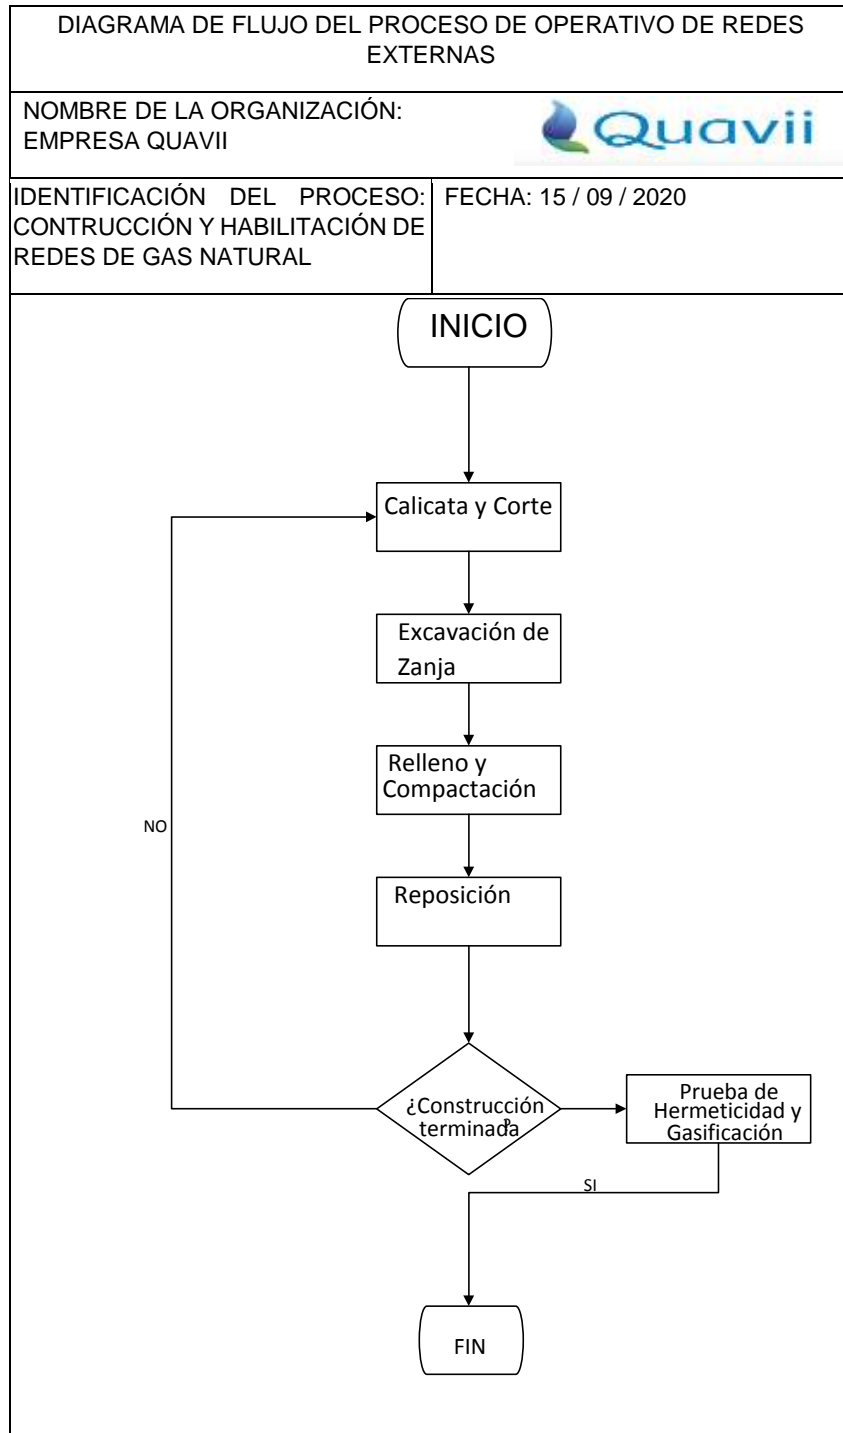 DIAGRAMA DE FLUJO DEL PROCESO DE OPERATIVO DE REDES
EXTERNAS
NOMBRE DE LA ORGANIZACIÓN:
EMPRESA QUAVII
Quavii
IDENTIFICACIÓN DEL PROCESO:
CONTRUCCIÓN Y HABILITACIÓN DE
REDES DE GAS NATURAL
FECHA: 15 / 09 / 2020
INICIO
Calicata y Corte
Excavación de
Zanja
Relleno y
Compactación
NO
Reposición
¿Construcción
terminada?
Prueba de
Hermeticidad y
Gasificación
SI
FIN